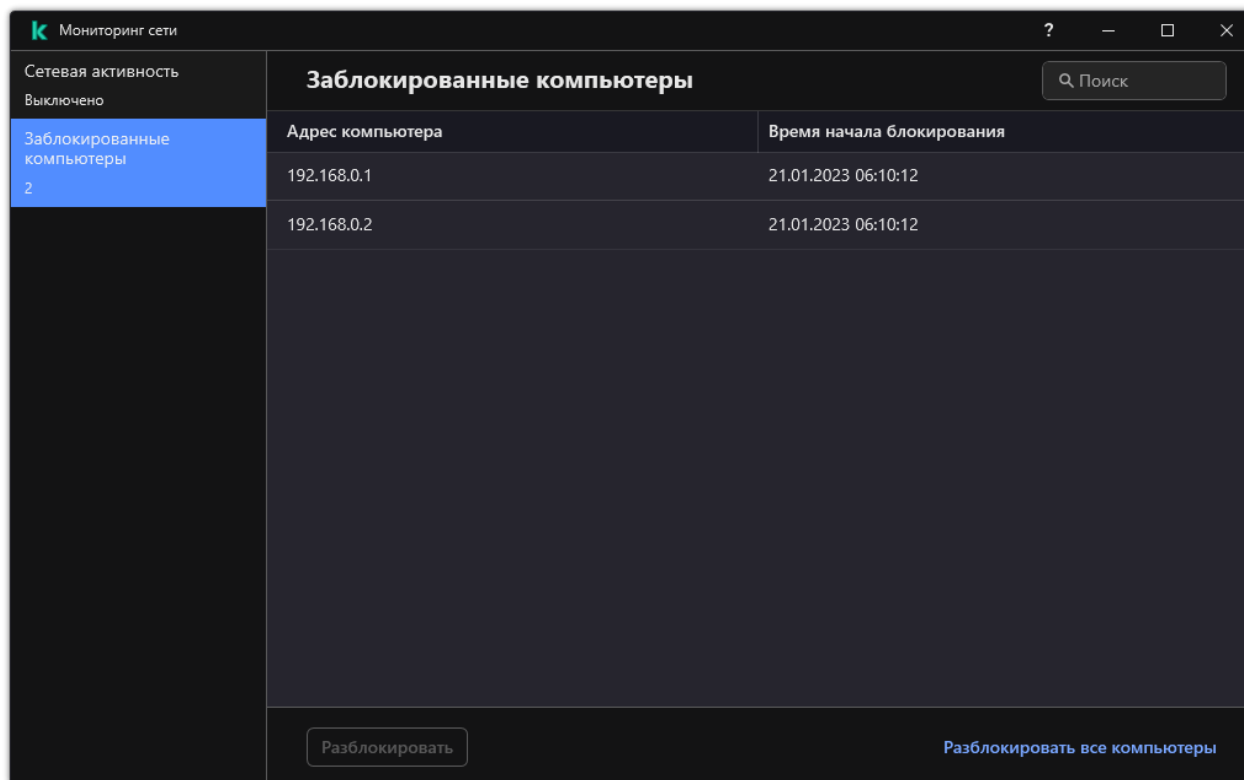 Мониторинг сети
?
Сетевая активность
Выключено
Заблокированные
компьютеры
2
Заблокированные компьютеры
Поиск
Адрес компьютера Время начала блокирования
192.168.0.1 21.01.2023 06:10:12
192.168.0.2 21.01.2023 06:10:12
Разблокировать
Разблокировать все компьютеры